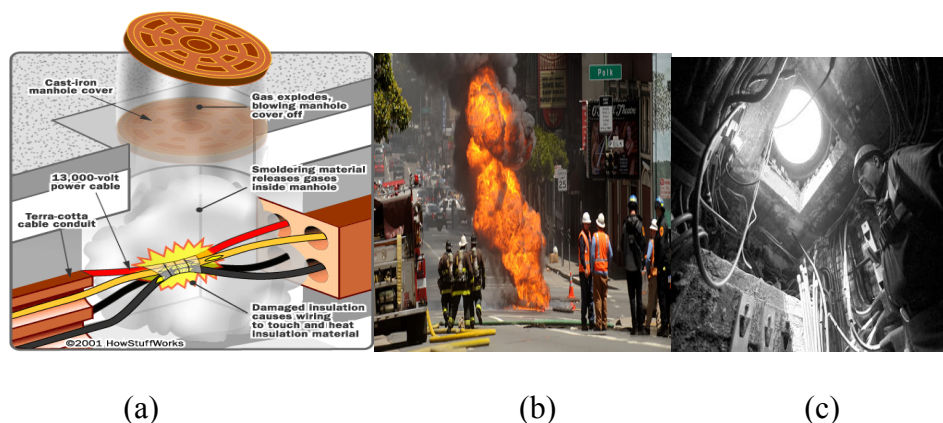 Cast-iron
manhole cover
Gas explodes,
blowing manhole
cover off
13,000-volt
power cable
Smoldering material
releases gases
inside manhole
Terra-cotta
cable conduit
Damaged insulation
causes wiring
to touch and heat
insulation material
©2001 HowStuffWorks
Polk
25
(a)
(b)
(c)